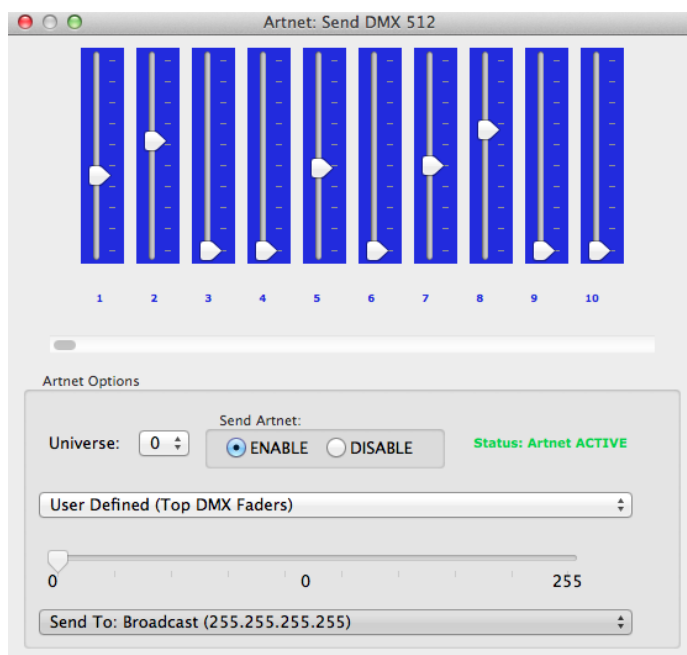 Artnet: Send DMX 512
1 2 3 4 5 6 7 8 9 10
Artnet Options
Send Artnet:
Universe: 0 ENABLE DISABLE Status: Artnet ACTIVE
User Defined (Top DMX Faders)
0 0 255
Send To: Broadcast (255.255.255.255)